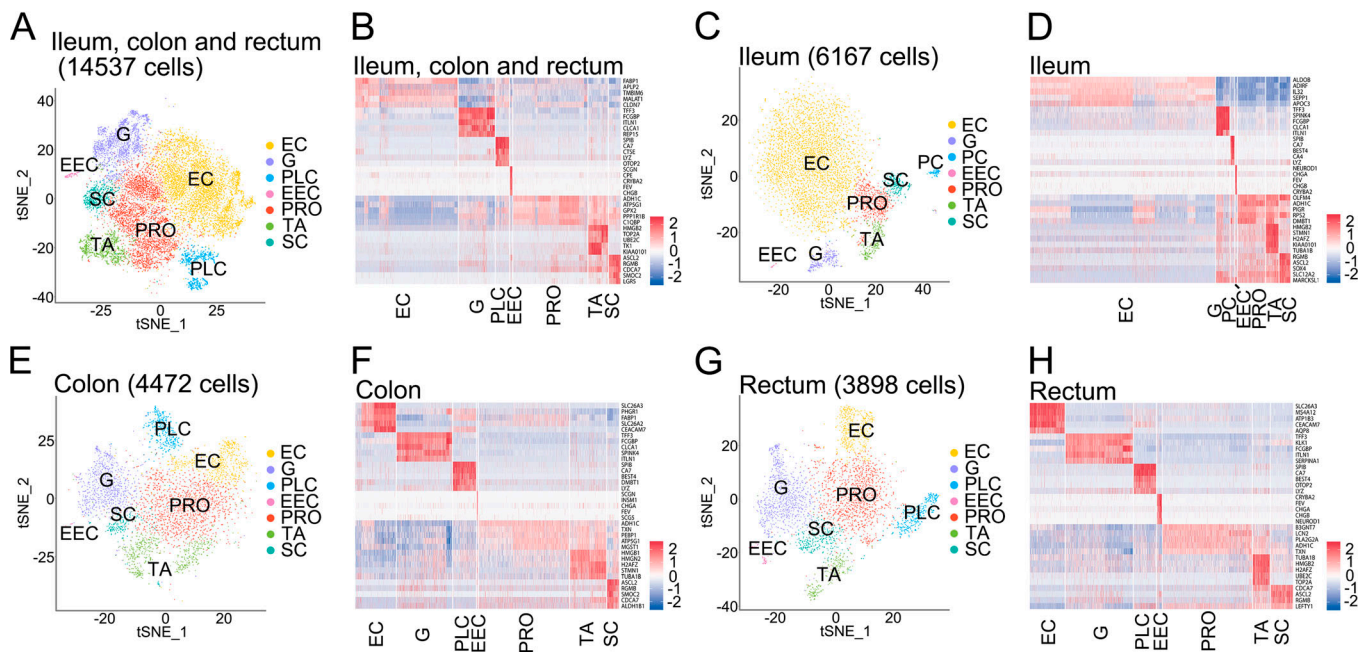 A
Ileum, colon and rectum
(14537 cells)
40
20
0
-20
-40
-25
0
25
tSNE_1
tSNE_2
G
EEC
SC
EC
PRO
TA
PLC
EC
G
PLC
EEC
PRO
TA
SC
B
Ileum, colon and rectum
FABP1
APLP2
TMBIM6
MALAT1
CLDN7
TFF3
FCGBP
ITLN1
CLCA1
REP15
SPIB
CA7
CTSE
LYZ
OTOP2
SCGN
CPE
CRYBA2
FEV
CHGB
ADH1C
ATP5G1
GPX2
PPP1R1B
C1QBP
HMGB2
TOP2A
UBE2C
TK1
KIAA0101
ASCL2
RGMB
CDCA7
SMOC2
LGR5
2
1
0
-1
-2
EC
G
PLC
EEC
PRO
TA
SC
C
Ileum (6167 cells)
20
0
-20
-20
0
20
40
tSNE_1
tSNE_2
EC
PC
SC
PRO
TA
G
EEC
EC
G
PC
EEC
PRO
TA
SC
D
Ileum
ALDOB
ADIRF
IL32
SEPP1
APOC3
TFF3
SPINK4
FCGBP
CLCA1
ITLN1
SPIB
CA7
BEST4
CA4
LYZ
NEUROD1
CHGA
FEV
CHGB
CRYBA2
OLFM4
ADH1C
PIGR
RPS2
DMBT1
HMGB2
STMN1
H2AFZ
KIAA0101
TUBA1B
ASCL2
RGMB
SOX4
SLC12A2
MARCKSL1
2
1
0
-1
-2
EC
G
PC
EEC
PRO
TA
SC
E
Colon (4472 cells)
25
0
-25
-20
0
20
tSNE_1
tSNE_2
PLC
EC
G
PRO
SC
EEC
TA
EC
G
PLC
EEC
PRO
TA
SC
F
Colon
SLC26A3
PHGR1
FABP1
SLC26A2
CEACAM7
TFF3
FCGBP
CLCA1
SPINK4
ITLN1
SPIB
CA7
BEST4
DMBT1
LYZ
SCGN
INSM1
CHGA
FEV
SCG5
ADH1C
TXN
PEBP1
ATP5G1
MGST1
HMGB1
HMGN2
H2AFZ
STMN1
TUBA1B
ASCL2
RGMB
SMOC2
CDCA7
ALDH1B1
2
1
0
-1
-2
EC
G
PLC
EEC
PRO
TA
SC
G
Rectum (3898 cells)
20
0
-20
-40
-20
0
20
40
tSNE_1
tSNE_2
EC
G
PRO
PLC
SC
EEC
TA
EC
G
PLC
EEC
PRO
TA
SC
H
Rectum
SLC26A3
MS4A12
ATP1B3
CEACAM7
AQP8
TFF3
KLK1
FCGBP
ITLN1
SERPINA1
SPIB
CA7
BEST4
OTOP2
LYZ
CRYBA2
FEV
CHGA
CHGB
NEUROD1
B3GNT7
LCN2
PLA2G2A
ADH1C
TXN
TUBA1B
HMGB2
H2AFZ
UBE2C
TOP2A
CDCA7
ASCL2
RGMB
LEFTY1
2
1
0
-1
-2
EC
G
PLC
EEC
PRO
TA
SC